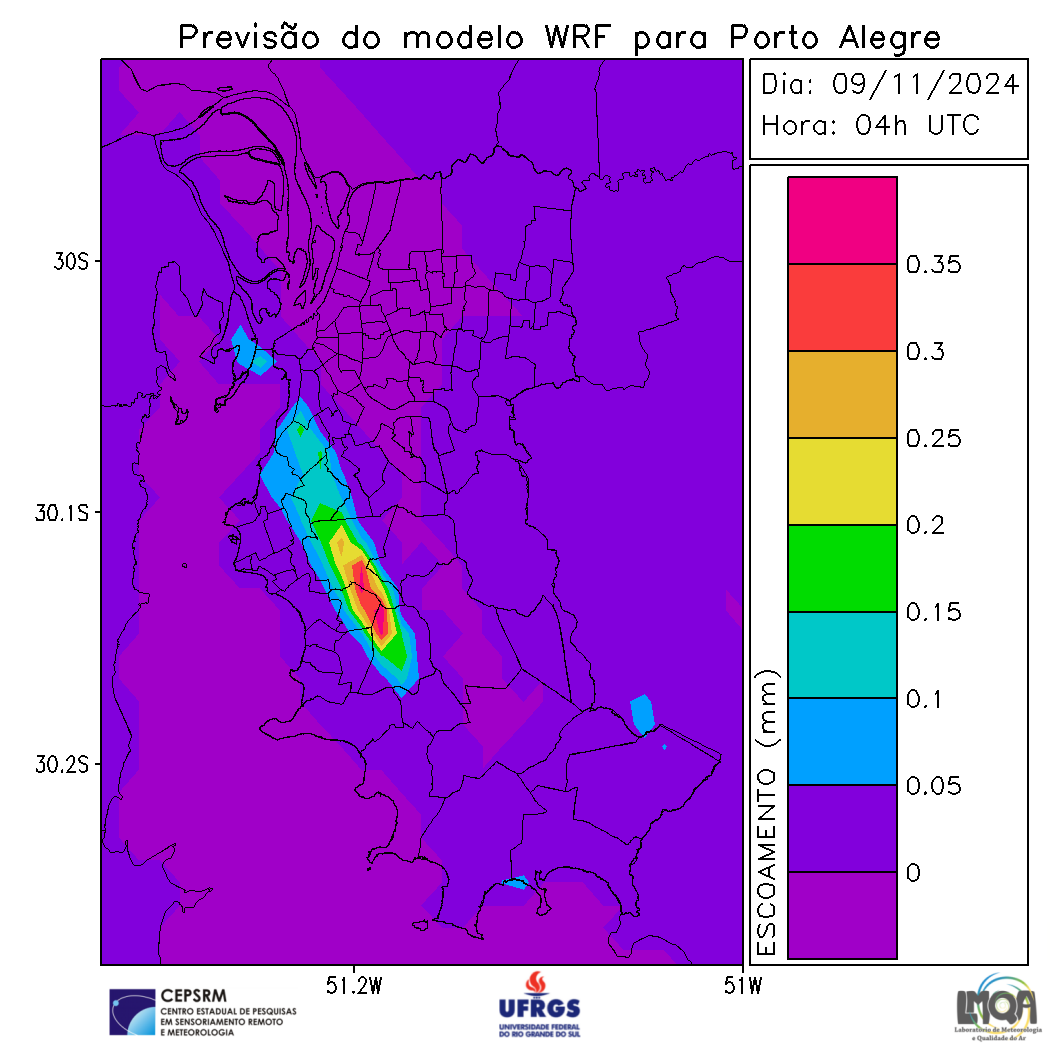 Previsão do modelo WRF para Porto Alegre
Dia: 09/11/2024
Hora: 04h UTC
30S
30.1S
30.2S
51.2W
51W
0.35
0.3
0.25
0.2
0.15
0.1
0.05
0
ESCOAMENTO (mm)
CEPSRM
CENTRO ESTADUAL DE PESQUISAS
EM SENSORIAMENTO REMOTO
E METEOROLOGIA
UFRGS
UNIVERSIDADE FEDERAL
DO RIO GRANDE DO SUL
LMQA
Laboratório de Meteorologia
e Qualidade do Ar